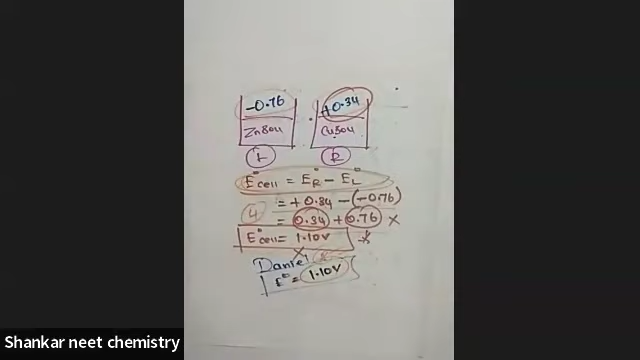 -0.76 +0.34
ZnSO4 CuSO4
L R
E°cell = E°R - E°L
= +0.34 - (-0.76)
4 = 0.34 + 0.76 x
E°cell = 1.10V
Daniel
E° = 1.10V
Shankar neet chemistry